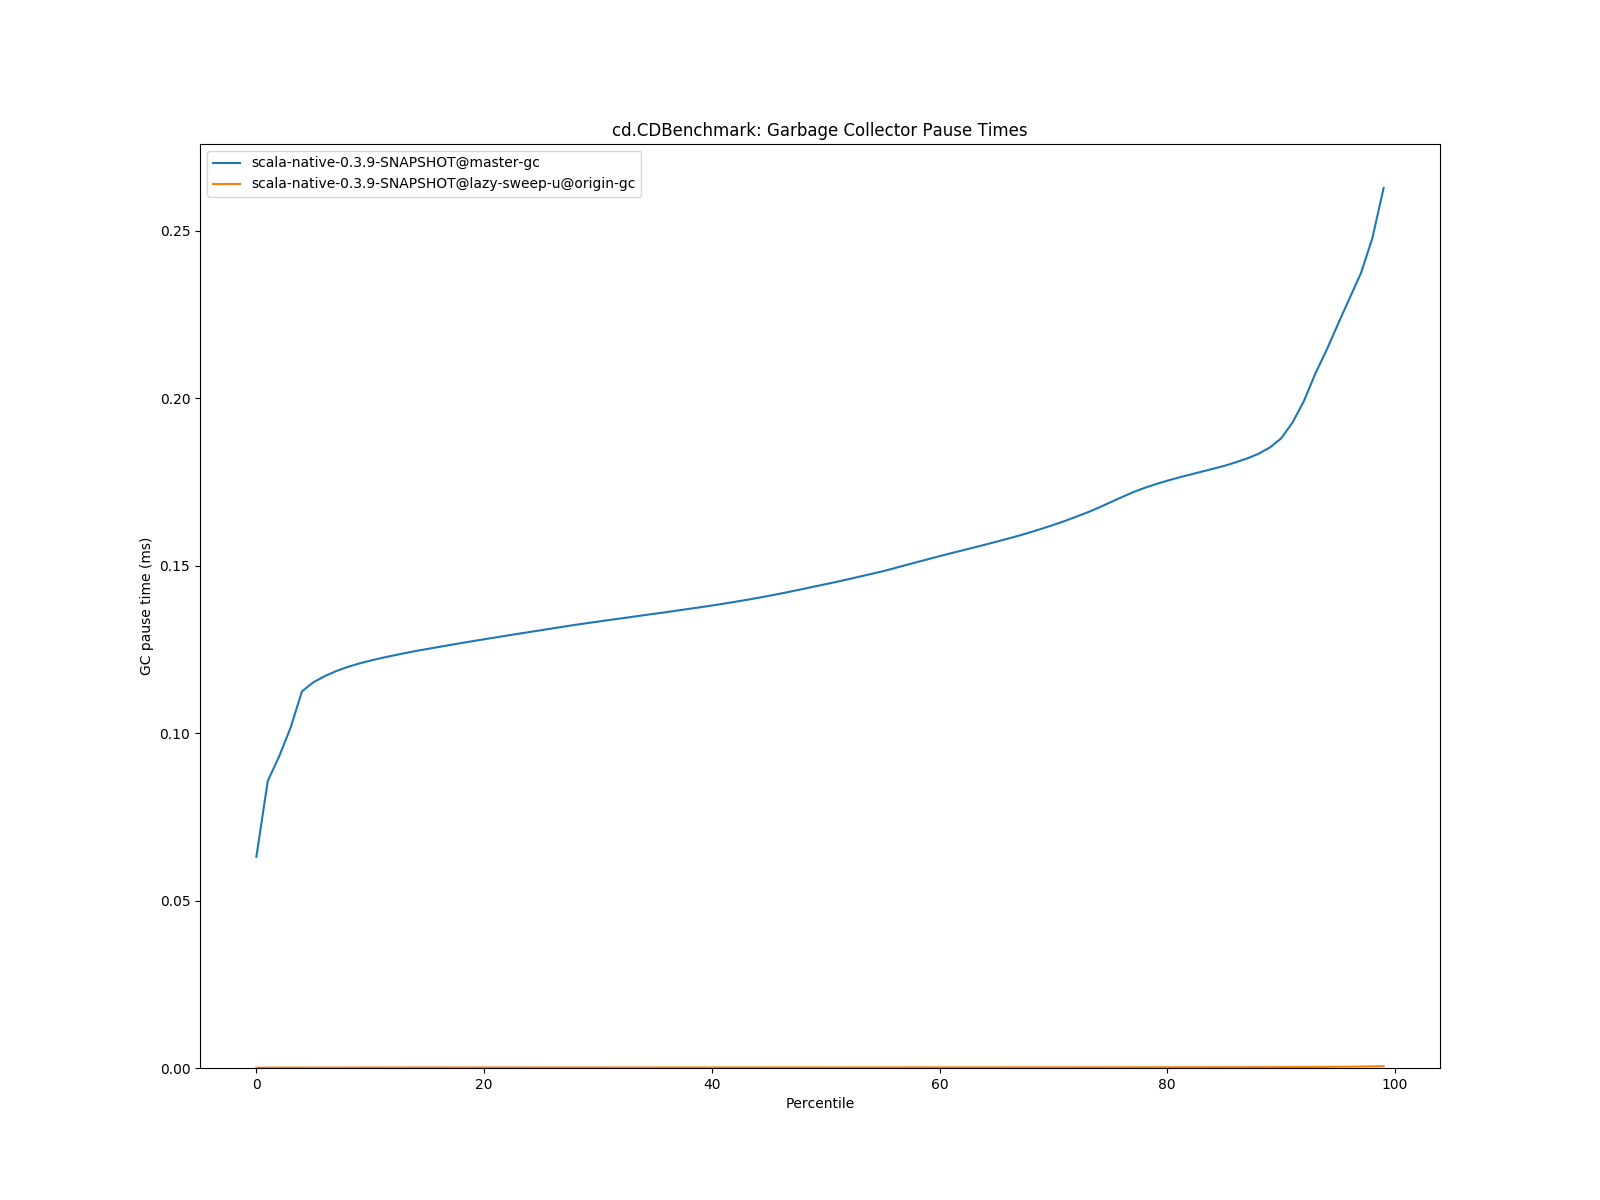 cd.CDBenchmark: Garbage Collector Pause Times
scala-native-0.3.9-SNAPSHOT@master-gc
scala-native-0.3.9-SNAPSHOT@lazy-sweep-u@origin-gc
GC pause time (ms)
0.25
0.20
0.15
0.10
0.05
0.00
0 20 40 60 80 100
Percentile